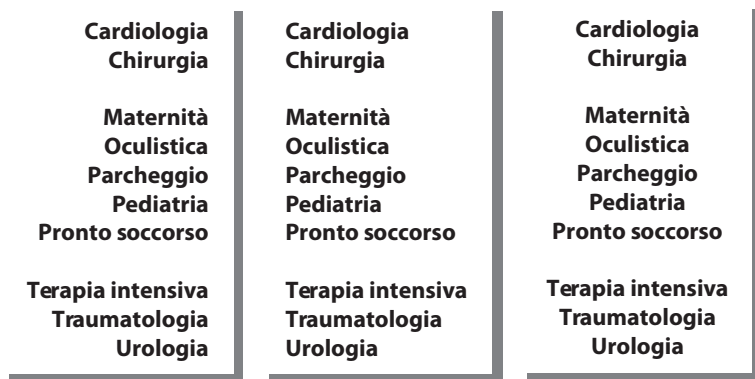 Cardiologia
Chirurgia
Maternità
Oculistica
Parcheggio
Pediatria
Pronto soccorso
Terapia intensiva
Traumatologia
Urologia
Cardiologia
Chirurgia
Maternità
Oculistica
Parcheggio
Pediatria
Pronto soccorso
Terapia intensiva
Traumatologia
Urologia
Cardiologia
Chirurgia
Maternità
Oculistica
Parcheggio
Pediatria
Pronto soccorso
Terapia intensiva
Traumatologia
Urologia